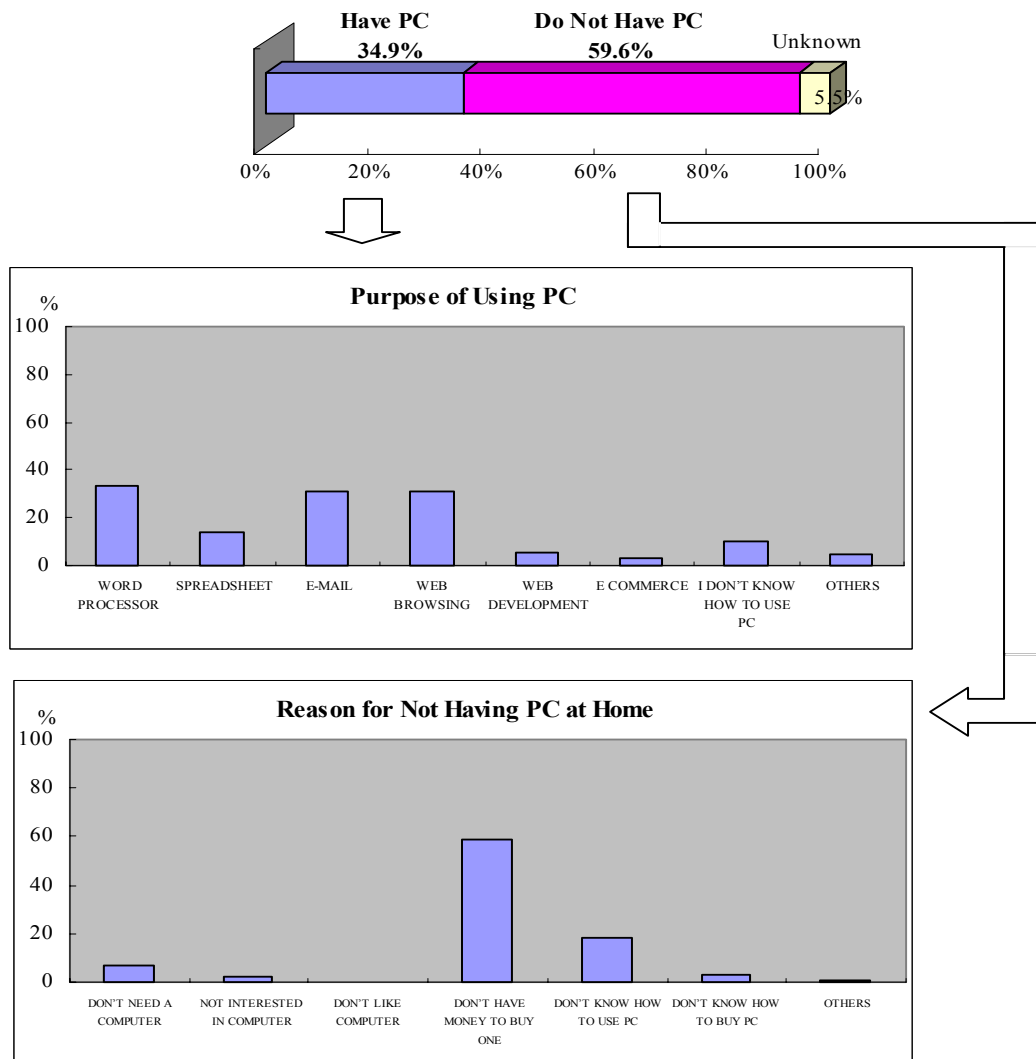 Have PC
34.9%
Do Not Have PC
59.6%
Unknown
5.5%
0% 20% 40% 60% 80% 100%
Purpose of Using PC
%
100
80
60
40
20
0
WORD PROCESSOR
SPREADSHEET
E-MAIL
WEB BROWSING
WEB DEVELOPMENT
E COMMERCE
I DON'T KNOW HOW TO USE PC
OTHERS
Reason for Not Having PC at Home
%
100
80
60
40
20
0
DON'T NEED A COMPUTER
NOT INTERESTED IN COMPUTER
DON'T LIKE COMPUTER
DON'T HAVE MONEY TO BUY ONE
DON'T KNOW HOW TO USE PC
DON'T KNOW HOW TO BUY PC
OTHERS